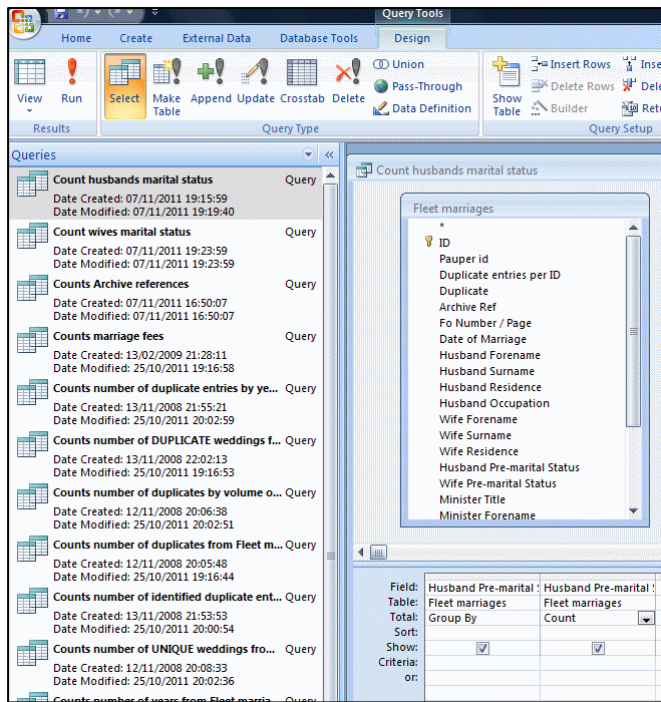 Query Tools
Home Create External Data Database Tools Design
View
Run
Select
Make Table
Append
Update
Crosstab
Delete
Union
Pass-Through
Data Definition
Show Table
Insert Rows
Delete Rows
Builder
Results
Query Type
Query Setup
Queries
Count husbands marital status Query
Date Created: 07/11/2011 19:15:59
Date Modified: 07/11/2011 19:19:40
Count wives marital status Query
Date Created: 07/11/2011 19:23:59
Date Modified: 07/11/2011 19:23:59
Counts Archive references Query
Date Created: 07/11/2011 16:50:07
Date Modified: 07/11/2011 16:50:07
Counts marriage fees Query
Date Created: 13/02/2009 21:28:11
Date Modified: 25/10/2011 19:16:58
Counts number of duplicate entries by ye... Query
Date Created: 13/11/2008 21:55:21
Date Modified: 25/10/2011 20:02:59
Counts number of DUPLICATE weddings f... Query
Date Created: 13/11/2008 22:02:13
Date Modified: 25/10/2011 19:16:53
Counts number of duplicates by volume o... Query
Date Created: 12/11/2008 20:06:38
Date Modified: 25/10/2011 20:02:51
Counts number of duplicates from Fleet m... Query
Date Created: 12/11/2008 20:05:48
Date Modified: 25/10/2011 19:16:44
Counts number of identified duplicate ent... Query
Date Created: 13/11/2008 21:53:53
Date Modified: 25/10/2011 20:00:54
Counts number of UNIQUE weddings fro... Query
Date Created: 12/11/2008 20:08:33
Date Modified: 25/10/2011 20:02:36
Counts number of years from Fleet marria... Query
Count husbands marital status
Fleet marriages
*
ID
Pauper id
Duplicate entries per ID
Duplicate
Archive Ref
Fo Number / Page
Date of Marriage
Husband Forename
Husband Surname
Husband Residence
Husband Occupation
Wife Forename
Wife Surname
Wife Residence
Husband Pre-marital Status
Wife Pre-marital Status
Minister Title
Minister Forename
Field: Husband Pre-marital Husband Pre-marital
Table: Fleet marriages Fleet marriages
Total: Group By Count
Sort:
Show:
Criteria:
or: